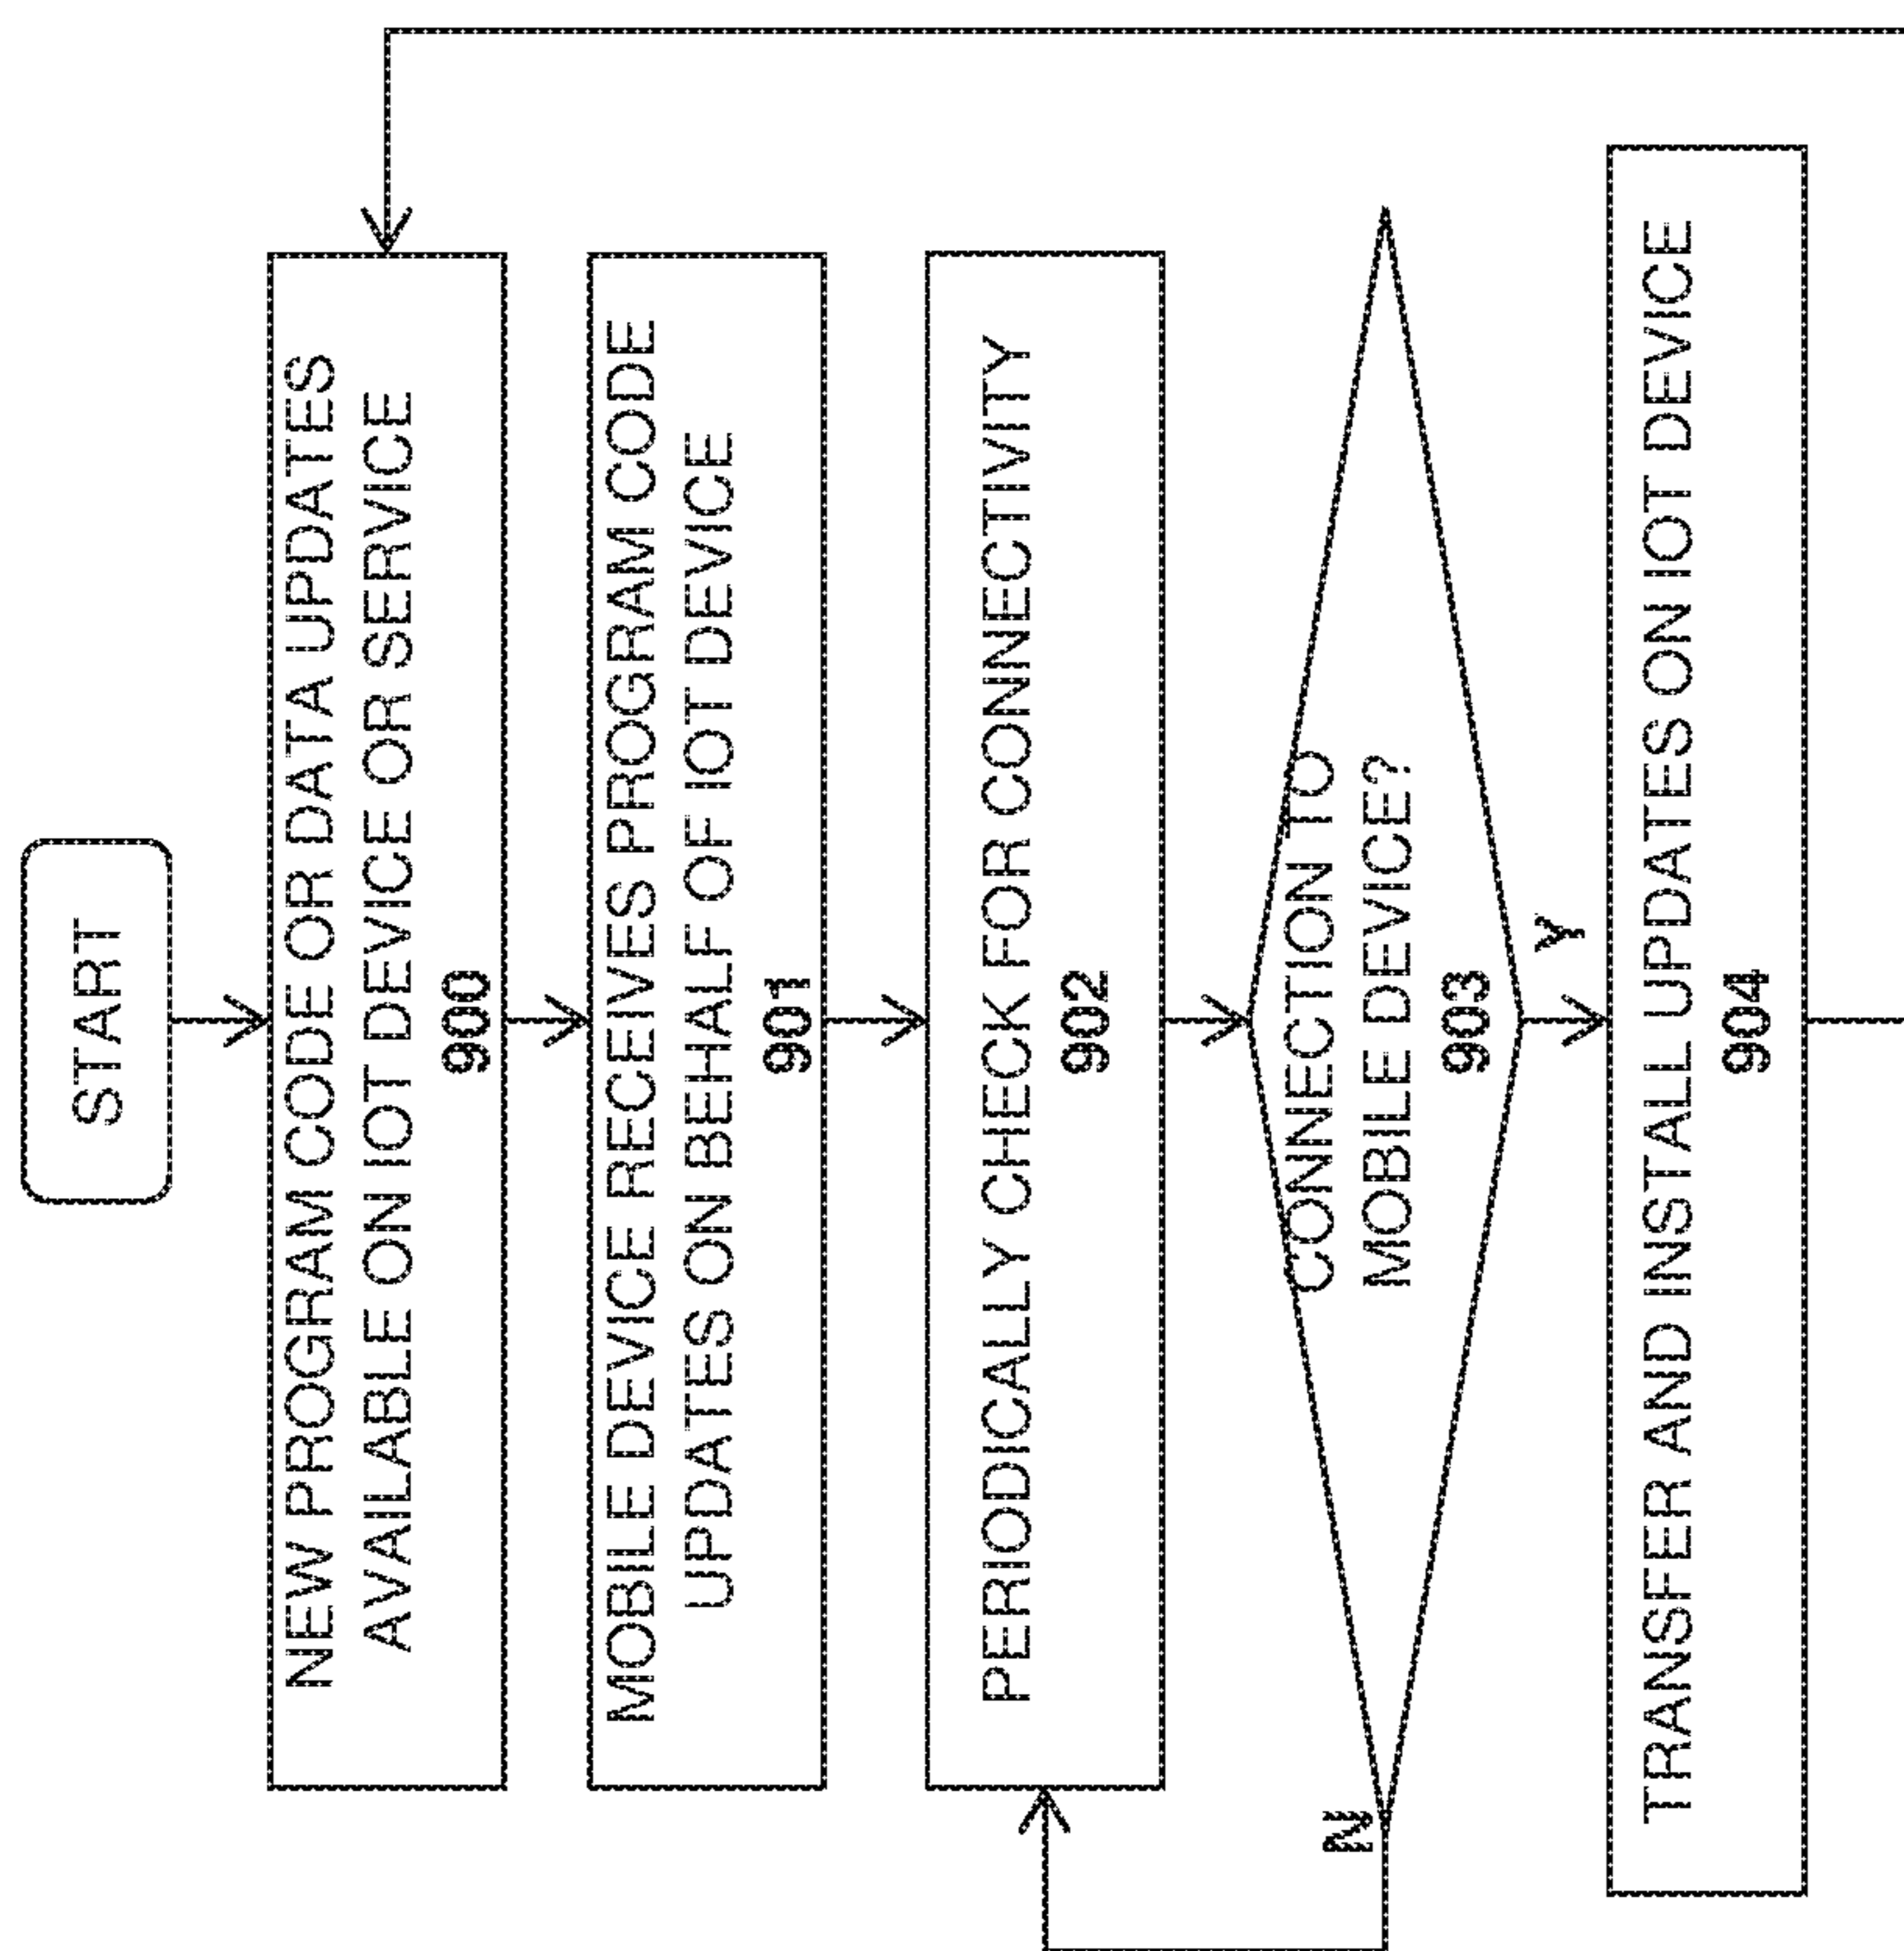 START
NEW PROGRAM CODE OR DATA UPDATES
AVAILABLE ON IOT DEVICE OR SERVICE
900
MOBILE DEVICE RECEIVES PROGRAM CODE
UPDATES ON BEHALF OF IOT DEVICE
901
PERIODICALLY CHECK FOR CONNECTIVITY
902
CONNECTION TO
MOBILE DEVICE?
903
N
Y
TRANSFER AND INSTALL UPDATES ON IOT DEVICE
904